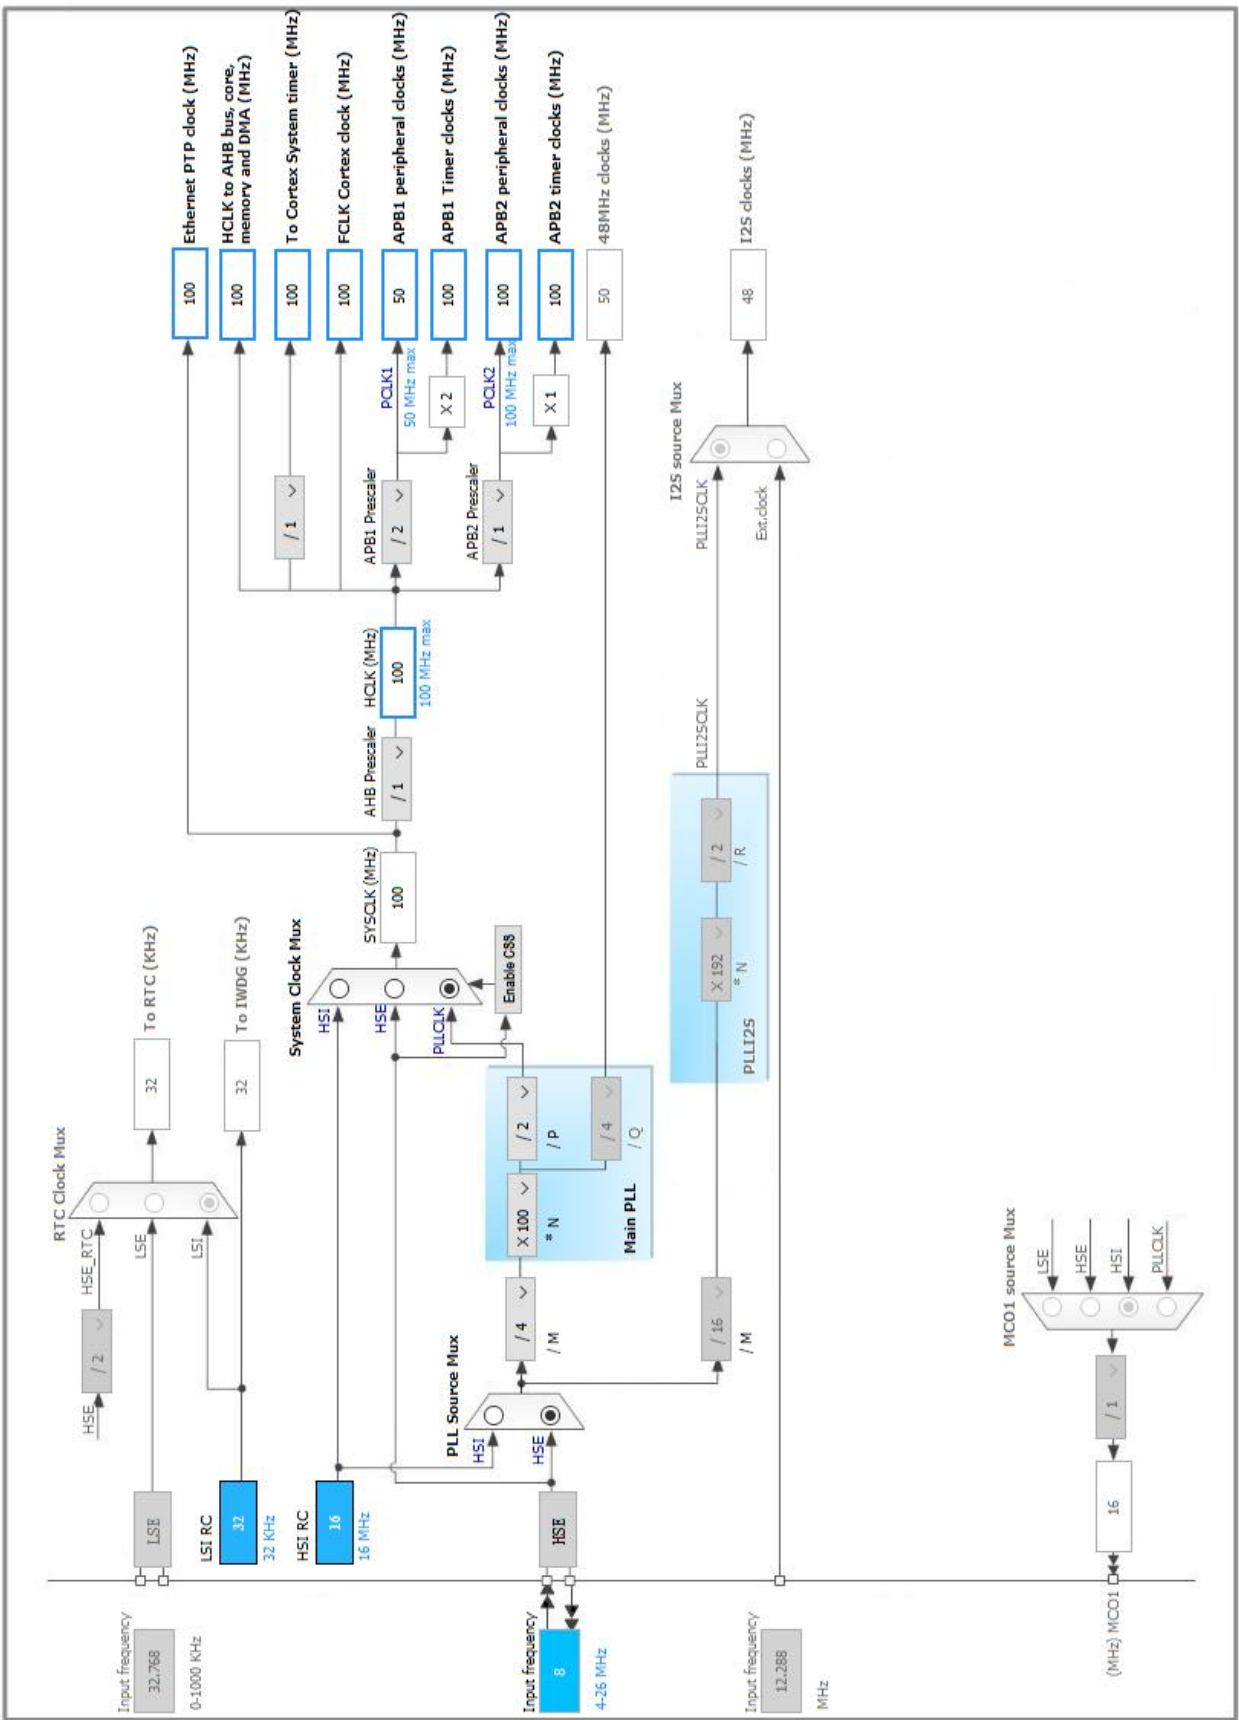 Input frequency
32.768
0-1000 KHz
LSE
HSE
/ 2
HSE_RTC
LSE
LSI
RTC Clock Mux
32
To RTC (KHz)
LSI RC
32
32 KHz
32
To IWDG (KHz)
HSI RC
16
16 MHz
Input frequency
8
4-26 MHz
HSE
PLL Source Mux
HSI
HSE
/ 4
/ M
X 100
* N
/ 2
/ P
/ 4
/ Q
Main PLL
System Clock Mux
HSI
HSE
PLLCLK
Enable CSS
SYSCLK (MHz)
100
AHB Prescaler
/ 1
HCLK (MHz)
100
100 MHz max
/ 1
APB1 Prescaler
/ 2
PCLK1
50 MHz max
X 2
APB2 Prescaler
/ 1
PCLK2
100 MHz max
X 1
100
Ethernet PTP clock (MHz)
100
HCLK to AHB bus, core,
memory and DMA (MHz)
100
To Cortex System timer (MHz)
100
FCLK Cortex clock (MHz)
50
APB1 peripheral clocks (MHz)
100
APB1 Timer clocks (MHz)
100
APB2 peripheral clocks (MHz)
100
APB2 timer clocks (MHz)
50
48MHz clocks (MHz)
/ 16
/ M
X 192
* N
/ 2
/ R
PLLI2S
PLLI2SCLK
PLLI2SCLK
Ext.clock
I2S source Mux
48
I2S clocks (MHz)
Input frequency
12.288
MHz
MCO1 source Mux
LSE
HSE
HSI
PLLCLK
/ 1
16
(MHz) MCO1